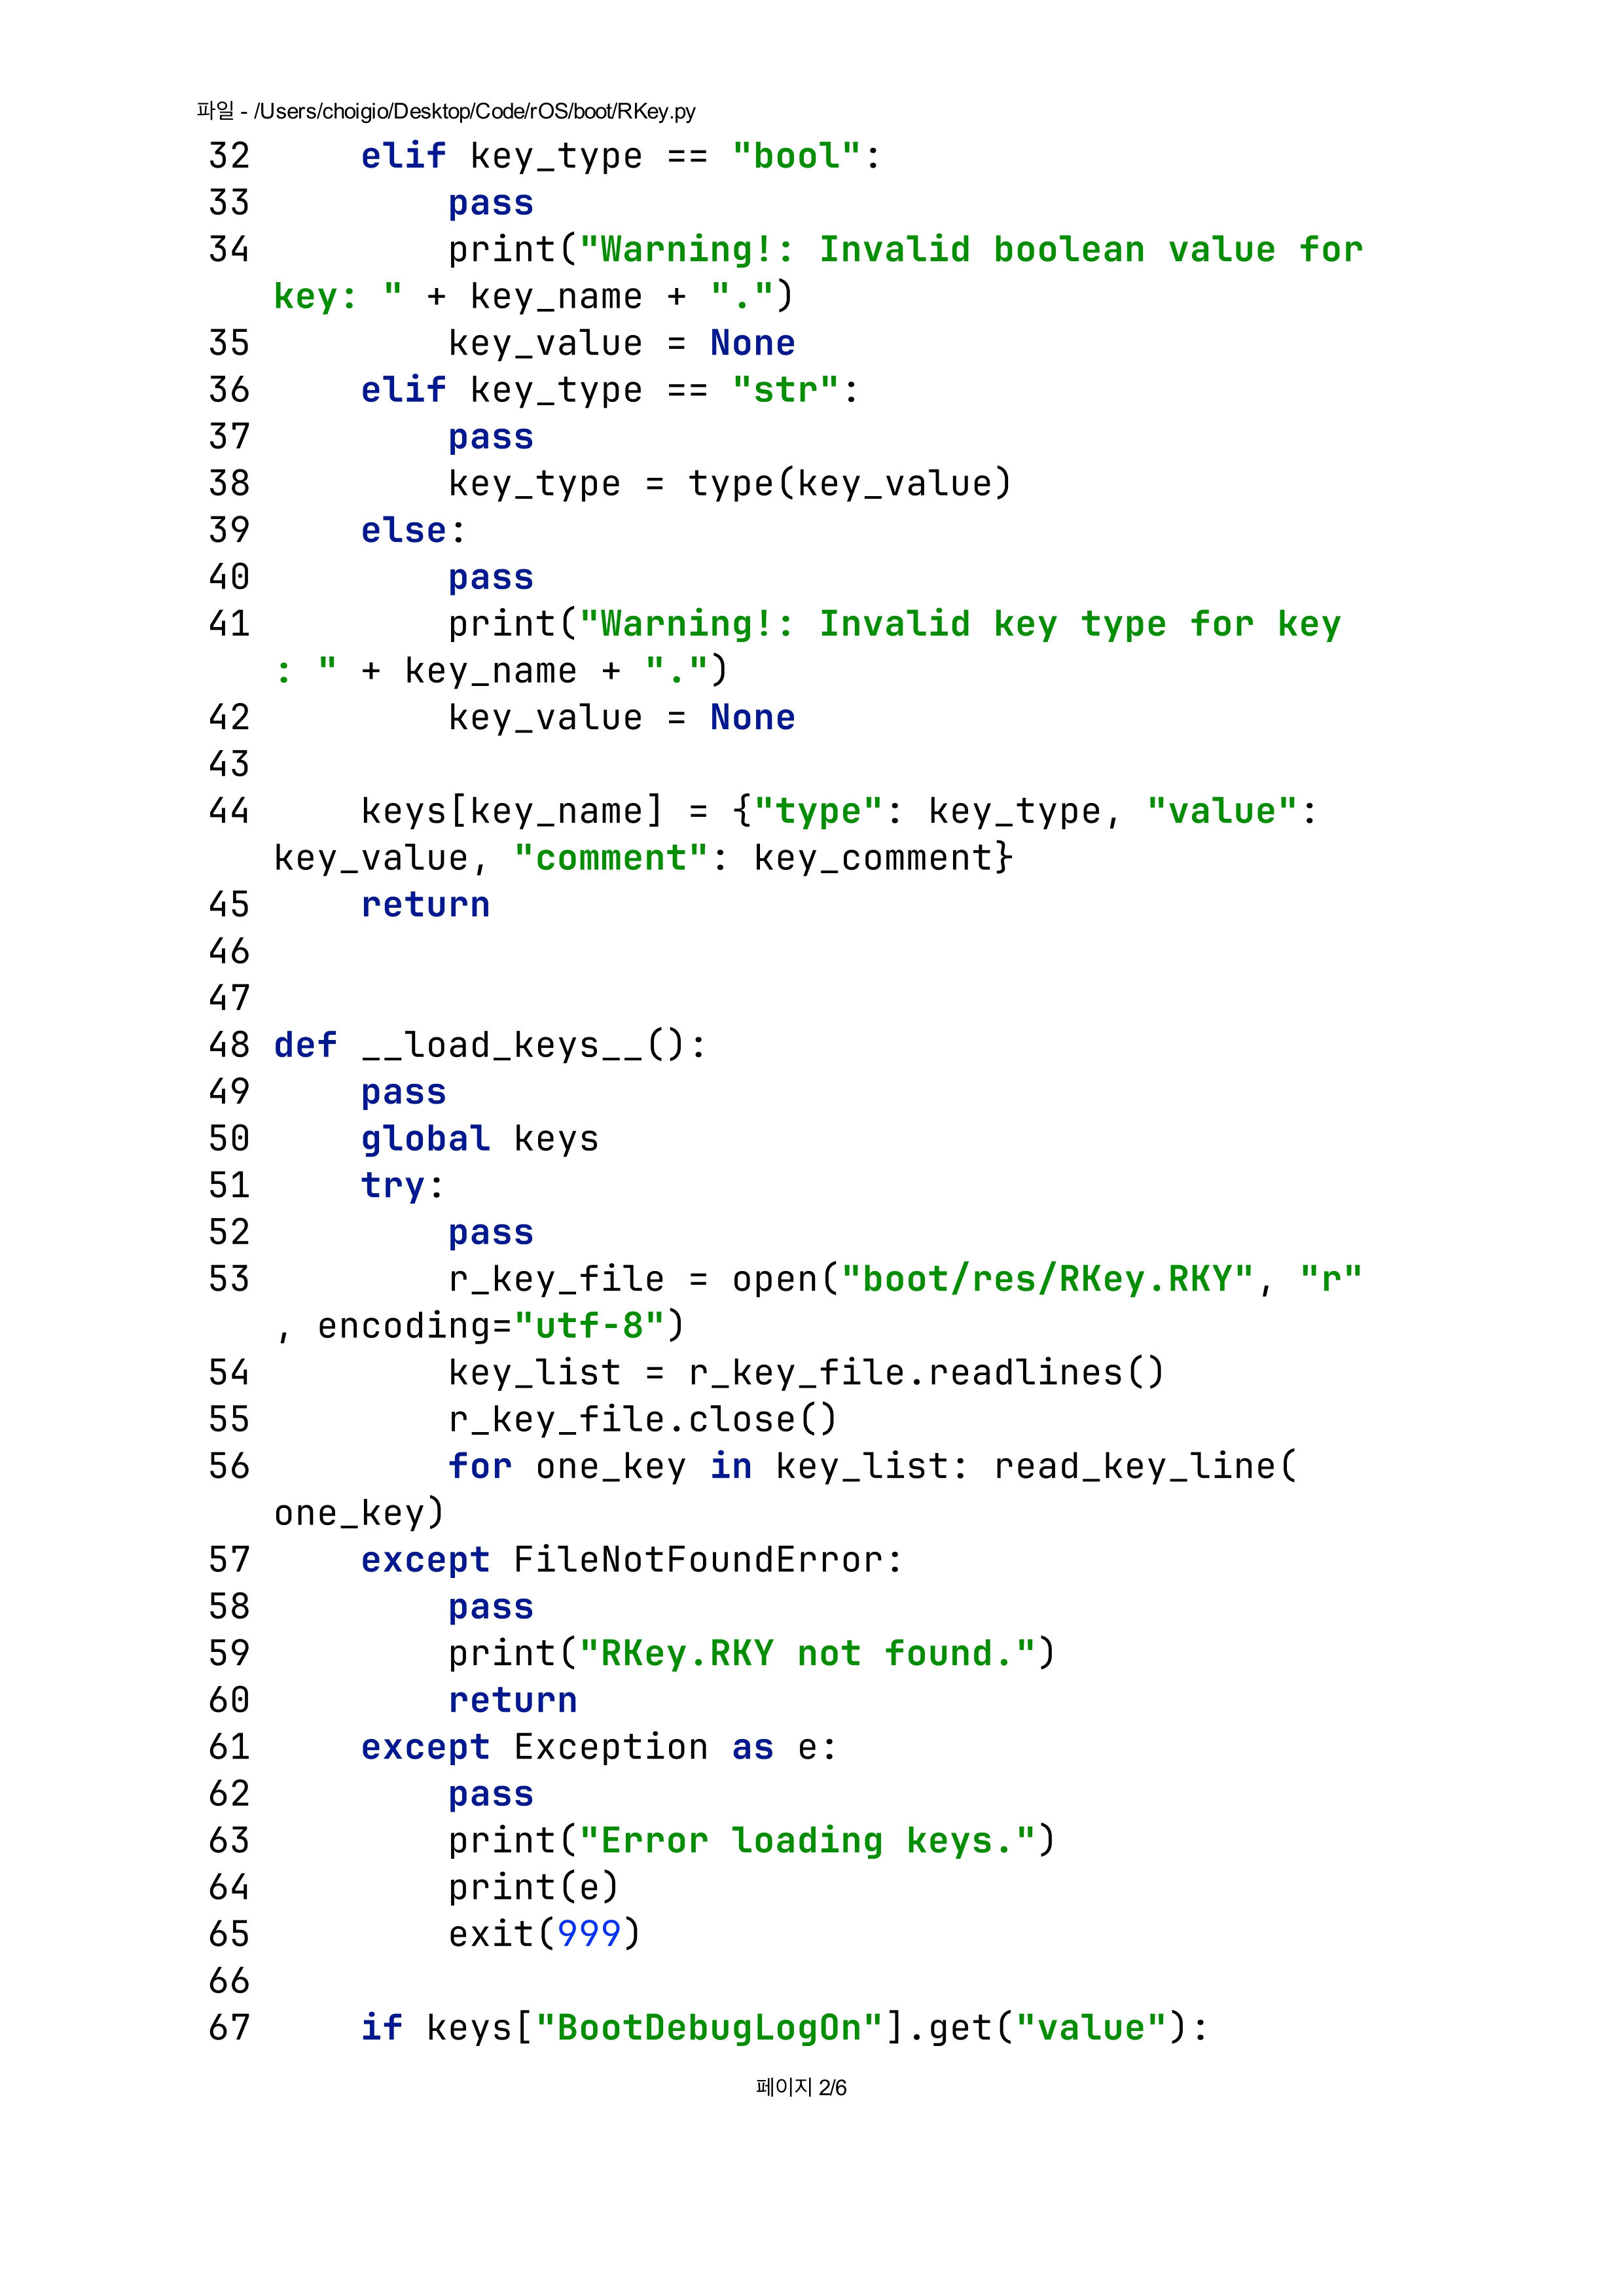 파일 - /Users/choigio/Desktop/Code/rOS/boot/RKey.py
32     elif key_type == "bool":
33         pass
34         print("Warning!: Invalid boolean value for
   key: " + key_name + ".")
35         key_value = None
36     elif key_type == "str":
37         pass
38         key_type = type(key_value)
39     else:
40         pass
41         print("Warning!: Invalid key type for key
   : " + key_name + ".")
42         key_value = None
43
44     keys[key_name] = {"type": key_type, "value":
   key_value, "comment": key_comment}
45     return
46
47
48 def __load_keys__():
49     pass
50     global keys
51     try:
52         pass
53         r_key_file = open("boot/res/RKey.RKY", "r"
   , encoding="utf-8")
54         key_list = r_key_file.readlines()
55         r_key_file.close()
56         for one_key in key_list: read_key_line(
   one_key)
57     except FileNotFoundError:
58         pass
59         print("RKey.RKY not found.")
60         return
61     except Exception as e:
62         pass
63         print("Error loading keys.")
64         print(e)
65         exit(999)
66
67     if keys["BootDebugLogOn"].get("value"):
페이지 2/6